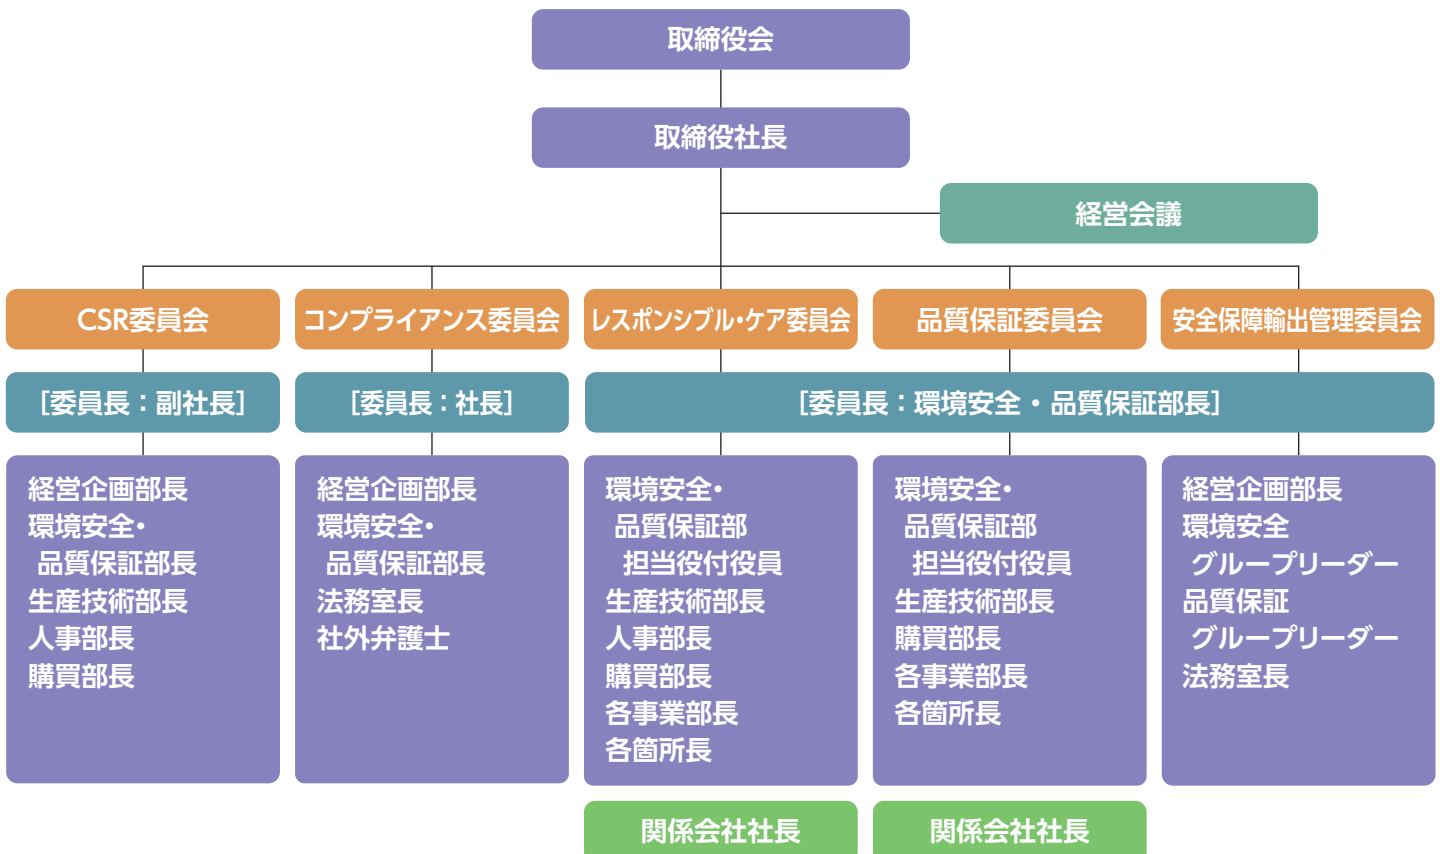 取締役会
取締役社長
経営会議
CSR委員会
コンプライアンス委員会
レスポンシブル・ケア委員会
品質保証委員会
安全保障輸出管理委員会
［委員長：副社長］
［委員長：社長］
［委員長：環境安全・品質保証部長］
経営企画部長
環境安全・
品質保証部長
生産技術部長
人事部長
購買部長
経営企画部長
環境安全・
品質保証部長
法務室長
社外弁護士
環境安全・
品質保証部
担当役付役員
生産技術部長
人事部長
購買部長
各事業部長
各箇所長
環境安全・
品質保証部
担当役付役員
生産技術部長
購買部長
各事業部長
各箇所長
経営企画部長
環境安全
グループリーダー
品質保証
グループリーダー
法務室長
関係会社社長
関係会社社長